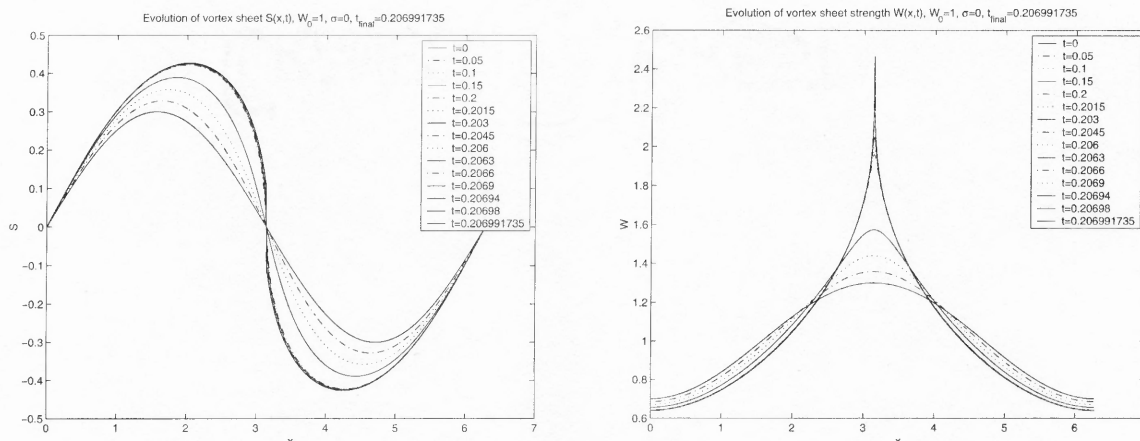 Evolution of vortex sheet S(x,t), W_0=1, σ=0, t_final=0.206991735
0.5
0.4
0.3
0.2
0.1
0
-0.1
-0.2
-0.3
-0.4
-0.5
S
0
1
2
3
4
5
6
7
t=0
t=0.05
t=0.1
t=0.15
t=0.2
t=0.2015
t=0.203
t=0.2045
t=0.206
t=0.2063
t=0.2066
t=0.2069
t=0.20694
t=0.20698
t=0.206991735
Evolution of vortex sheet strength W(x,t), W_0=1, σ=0, t_final=0.206991735
2.6
2.4
2.2
2
1.8
1.6
1.4
1.2
1
0.8
0.6
W
0
1
2
3
4
5
6
t=0
t=0.05
t=0.1
t=0.15
t=0.2
t=0.2015
t=0.203
t=0.2045
t=0.206
t=0.2063
t=0.2066
t=0.2069
t=0.20694
t=0.20698
t=0.206991735